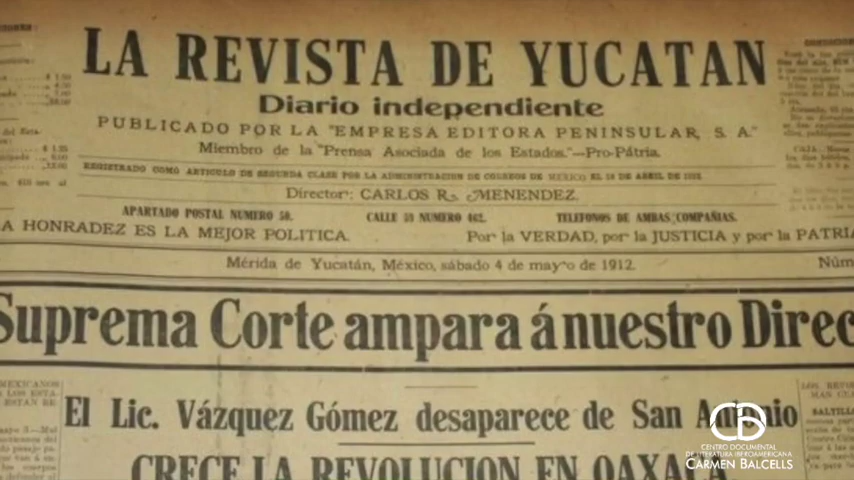 LA REVISTA DE YUCATAN
Diario independiente
PUBLICADO POR LA "EMPRESA EDITORA PENINSULAR, S. A."
Miembro de la "Prensa Asociada de los Estados."—Pro-Pátria.
REGISTRADO COMO ARTICULO DE SEGUNDA CLASE POR LA ADMINISTRACION DE CORREOS DE MEXICO EL DE ABRIL DE
Director: CARLOS R. MENENDEZ.
APARTADO POSTAL NUMERO 50. CALLE 59 NUMERO 462. TELEFONOS DE AMBAS COMPAÑIAS.
A HONRADEZ ES LA MEJOR POLITICA. Por la VERDAD, por la JUSTICIA y por la PATRIA
Mérida de Yucatán, México, sábado 4 de mayo de 1912. Núm
Suprema Corte ampara á nuestro Direc
El Lic. Vázquez Gómez desaparece de San Antonio
CRECE LA REVOLUCION EN OAXACA
CENTRO DOCUMENTAL
DE LITERATURA IBEROAMERICANA
CARMEN BALCELLS